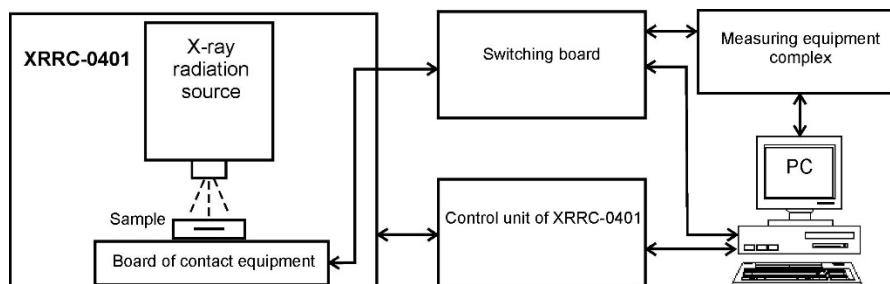 XRRC-0401
X-ray
radiation
source
Sample
Board of contact equipment
Switching board
Control unit of XRRC-0401
Measuring equipment
complex
PC